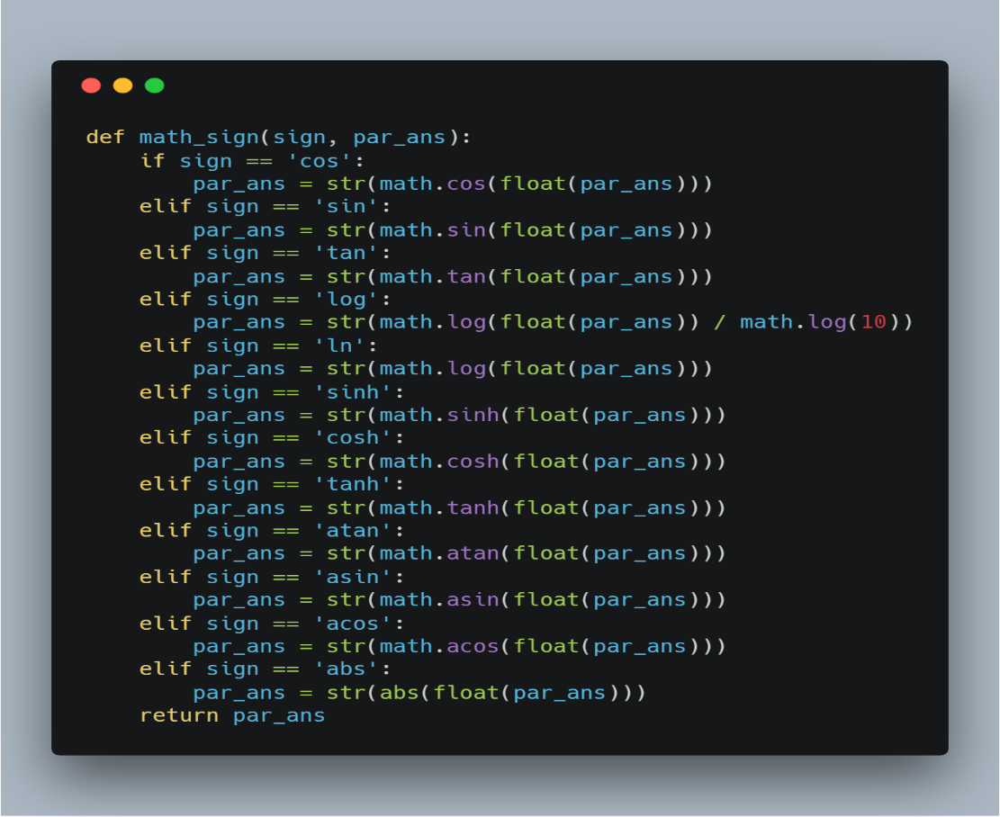 def math_sign(sign, par_ans):
    if sign == 'cos':
        par_ans = str(math.cos(float(par_ans)))
    elif sign == 'sin':
        par_ans = str(math.sin(float(par_ans)))
    elif sign == 'tan':
        par_ans = str(math.tan(float(par_ans)))
    elif sign == 'log':
        par_ans = str(math.log(float(par_ans)) / math.log(10))
    elif sign == 'ln':
        par_ans = str(math.log(float(par_ans)))
    elif sign == 'sinh':
        par_ans = str(math.sinh(float(par_ans)))
    elif sign == 'cosh':
        par_ans = str(math.cosh(float(par_ans)))
    elif sign == 'tanh':
        par_ans = str(math.tanh(float(par_ans)))
    elif sign == 'atan':
        par_ans = str(math.atan(float(par_ans)))
    elif sign == 'asin':
        par_ans = str(math.asin(float(par_ans)))
    elif sign == 'acos':
        par_ans = str(math.acos(float(par_ans)))
    elif sign == 'abs':
        par_ans = str(abs(float(par_ans)))
    return par_ans